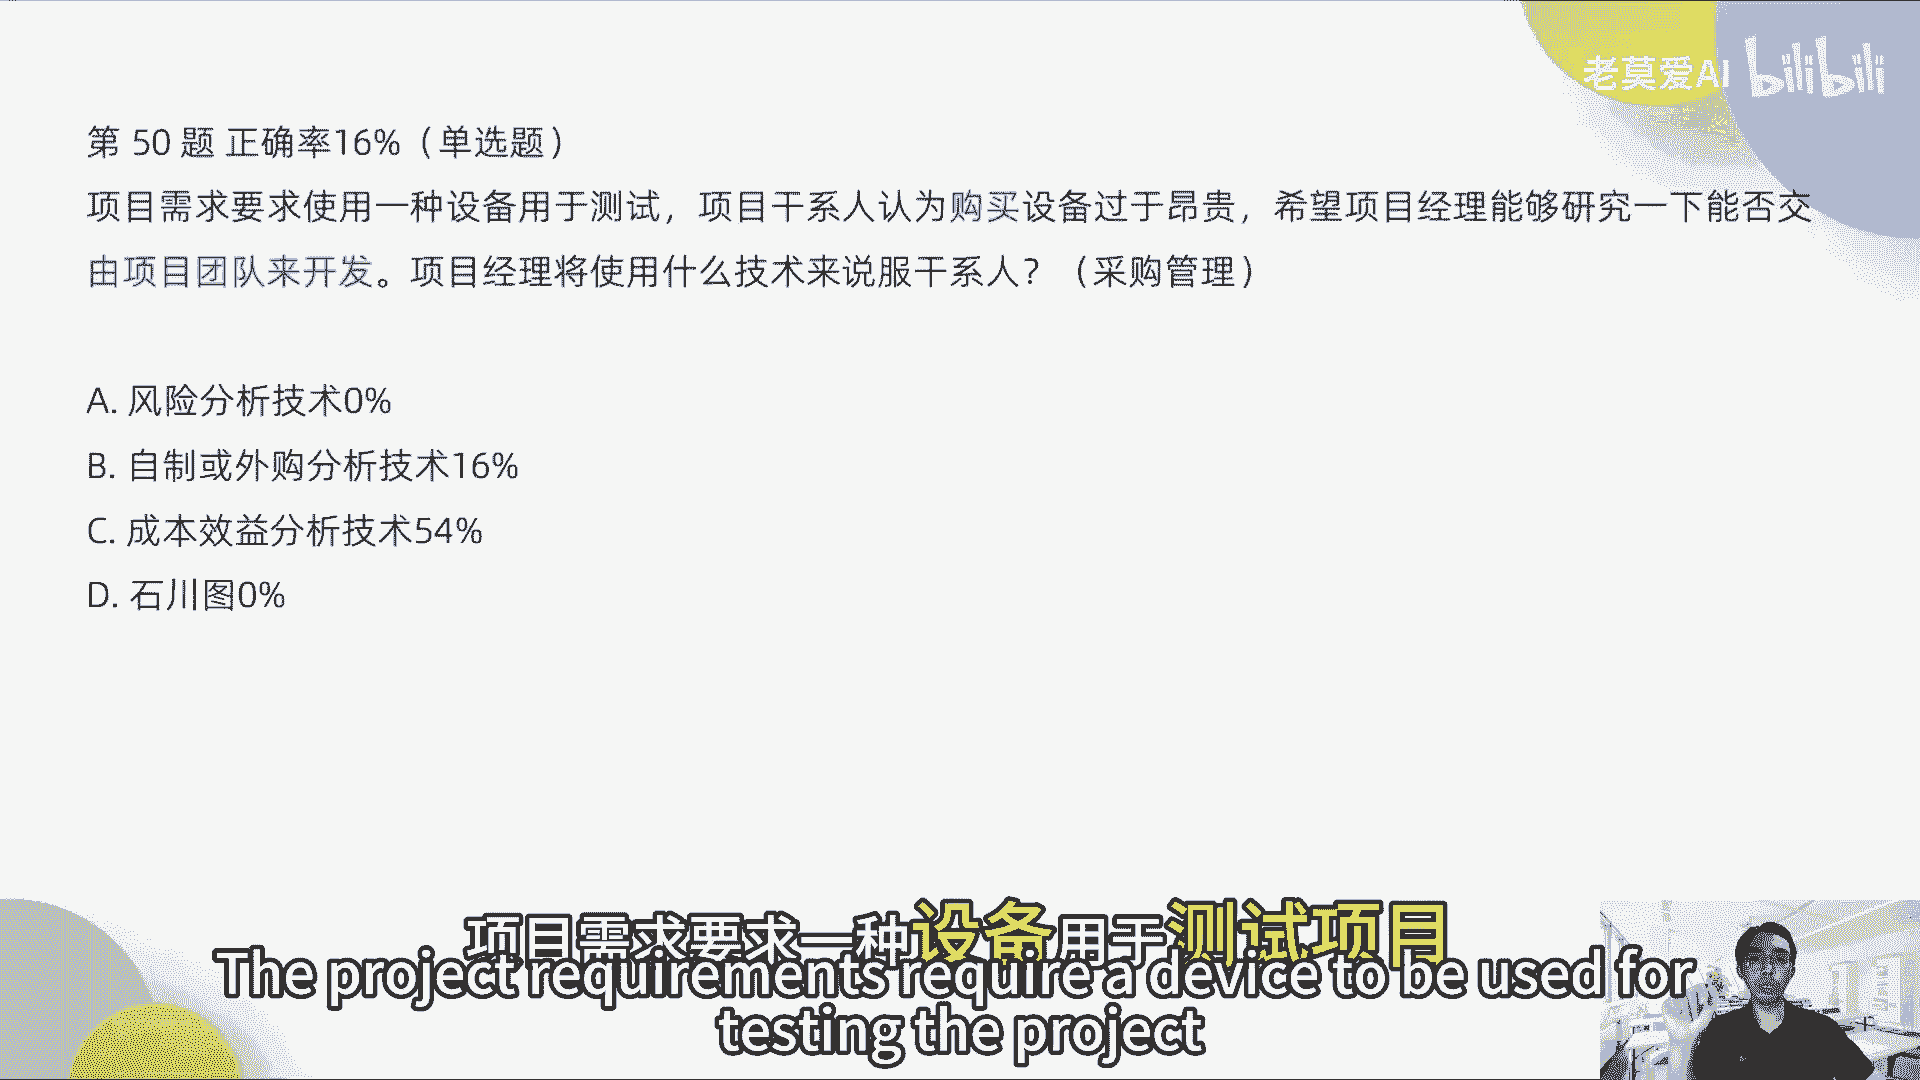 老莫爱AI bilibili
第 50 题 正确率16%（单选题）
项目需求要求使用一种设备用于测试，项目干系人认为购买设备过于昂贵，希望项目经理能够研究一下能否交
由项目团队来开发。项目经理将使用什么技术来说服干系人？（采购管理）
A. 风险分析技术0%
B. 自制或外购分析技术16%
C. 成本效益分析技术54%
D. 石川图0%
项目需求要求一种设备用于测试项目
The project requirements require a device to be used for
testing the project